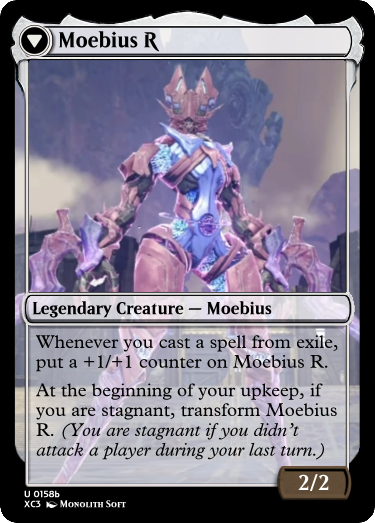 Moebius R
Legendary Creature — Moebius
Whenever you cast a spell from exile,
put a +1/+1 counter on Moebius R.
At the beginning of your upkeep, if
you are stagnant, transform Moebius
R. (You are stagnant if you didn't
attack a player during your last turn.)
2/2
U 0158b
XC3 Monolith Soft